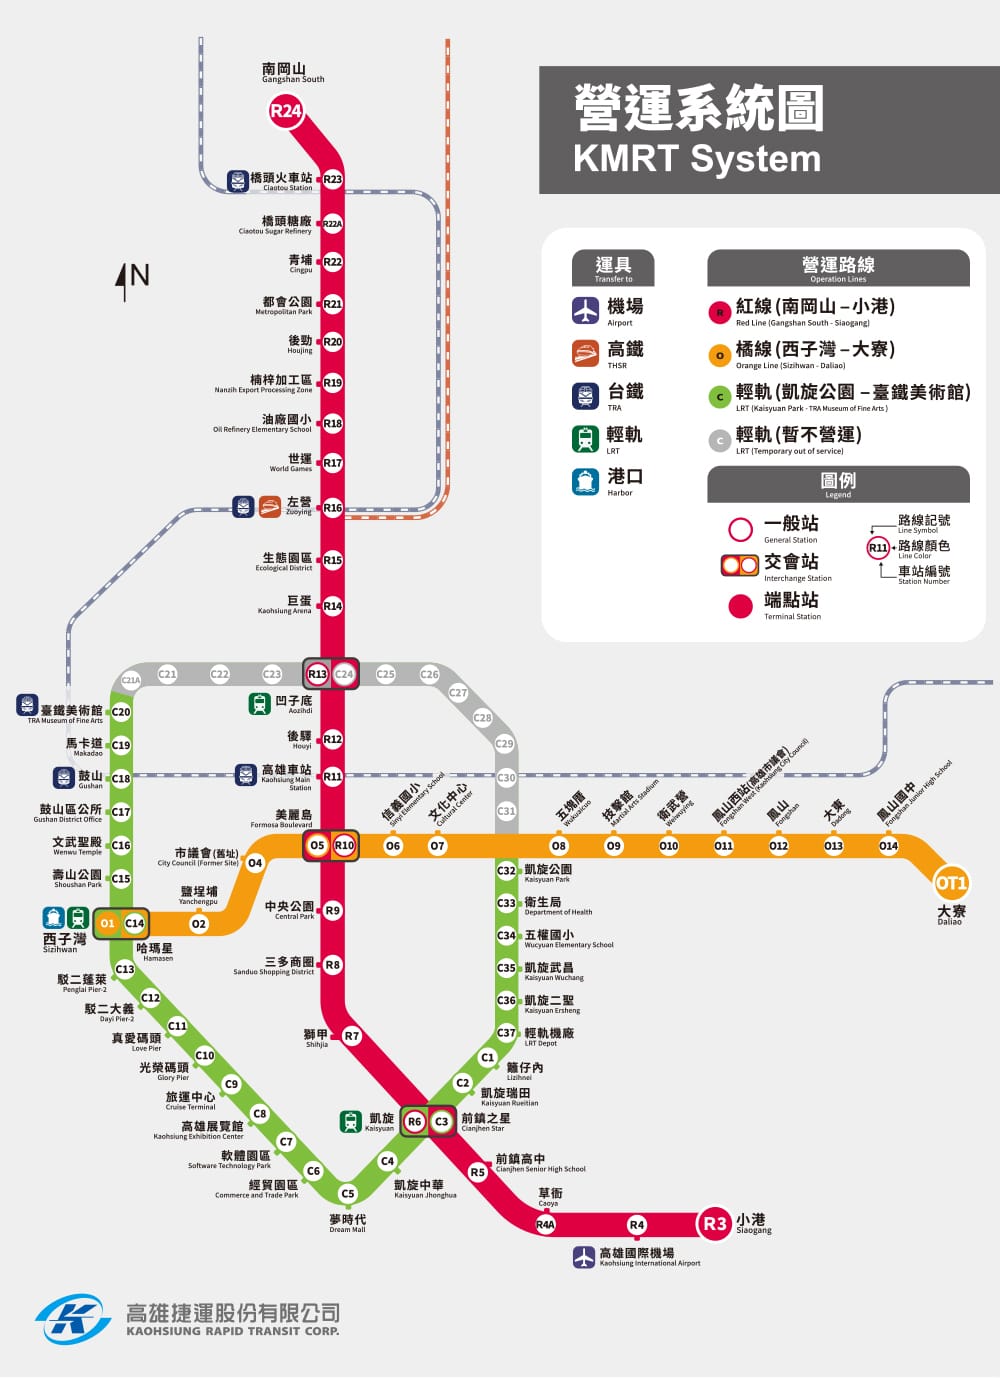 營運系統圖
KMRT System
N
運具
Transfer to
機場
Airport
高鐵
THSR
台鐵
TRA
輕軌
LRT
港口
Harbor
營運路線
Operation Lines
R
紅線 (南岡山 – 小港)
Red Line (Gangshan South - Siaogang)
O
橘線 (西子灣 – 大寮)
Orange Line (Sizihwan - Daliao)
C
輕軌 (凱旋公園 – 臺鐵美術館)
LRT (Kaisyuan Park - TRA Museum of Fine Arts )
C
輕軌 (暫不營運)
LRT (Temporary out of service)
圖例
Legend
一般站
General Station
交會站
Interchange Station
端點站
Terminal Station
路線記號
Line Symbol
R11
路線顏色
Line Color
車站編號
Station Number
南岡山
Gangshan South
R24
橋頭火車站
Ciaotou Station
R23
橋頭糖廠
Ciaotou Sugar Refinery
R22A
青埔
Cingpu
R22
都會公園
Metropolitan Park
R21
後勁
Houjing
R20
楠梓加工區
Nanzih Export Processing Zone
R19
油廠國小
Oil Refinery Elementary School
R18
世運
World Games
R17
左營
Zuoying
R16
生態園區
Ecological District
R15
巨蛋
Kaohsiung Arena
R14
C21A
C21
C22
C23
R13
C24
C25
C26
C27
C28
C29
C30
C31
凹子底
Aozihdi
後驛
Houyi
R12
高雄車站
Kaohsiung Main
Station
R11
美麗島
Formosa Boulevard
O5
R10
臺鐵美術館
TRA Museum of Fine Arts
C20
馬卡道
Makadao
C19
鼓山
Gushan
C18
鼓山區公所
Gushan District Office
C17
文武聖殿
Wenwu Temple
C16
壽山公園
Shoushan Park
C15
西子灣
Sizihwan
O1
C14
哈瑪星
Hamasen
鹽埕埔
Yanchengpu
O2
市議會(舊址)
City Council (Former Site)
O4
信義國小
Sinyi Elementary School
O6
文化中心
Cultural Center
O7
五塊厝
Wukuaicuo
O8
技擊館
Martial Arts Stadium
O9
衛武營
Weiwuying
O10
鳳山西站(高雄市議會)
Fongshan West (Kaohsiung City Council)
O11
鳳山
Fongshan
O12
大東
Dadong
O13
鳳山國中
Fongshan Junior High School
O14
OT1
大寮
Daliao
中央公園
Central Park
R9
三多商圈
Sanduo Shopping District
R8
獅甲
Shihjia
R7
C32
凱旋公園
Kaisyuan Park
C33
衛生局
Department of Health
C34
五權國小
Wucyuan Elementary School
C35
凱旋武昌
Kaisyuan Wuchang
C36
凱旋二聖
Kaisyuan Ersheng
C37
輕軌機廠
LRT Depot
C1
籬仔內
Lizihnei
C2
凱旋瑞田
Kaisyuan Rueitian
凱旋
Kaisyuan
R6
C3
前鎮之星
Cianjhen Star
C4
凱旋中華
Kaisyuan Jhonghua
C5
夢時代
Dream Mall
C13
駁二蓬萊
Penglai Pier-2
C12
駁二大義
Dayi Pier-2
C11
真愛碼頭
Love Pier
C10
光榮碼頭
Glory Pier
C9
旅運中心
Cruise Terminal
C8
高雄展覽館
Kaohsiung Exhibition Center
C7
軟體園區
Software Technology Park
C6
經貿園區
Commerce and Trade Park
R5
前鎮高中
Cianjhen Senior High School
草衙
Caoya
R4A
R4
高雄國際機場
Kaohsiung International Airport
R3
小港
Siaogang
高雄捷運股份有限公司
KAOHSIUNG RAPID TRANSIT CORP.